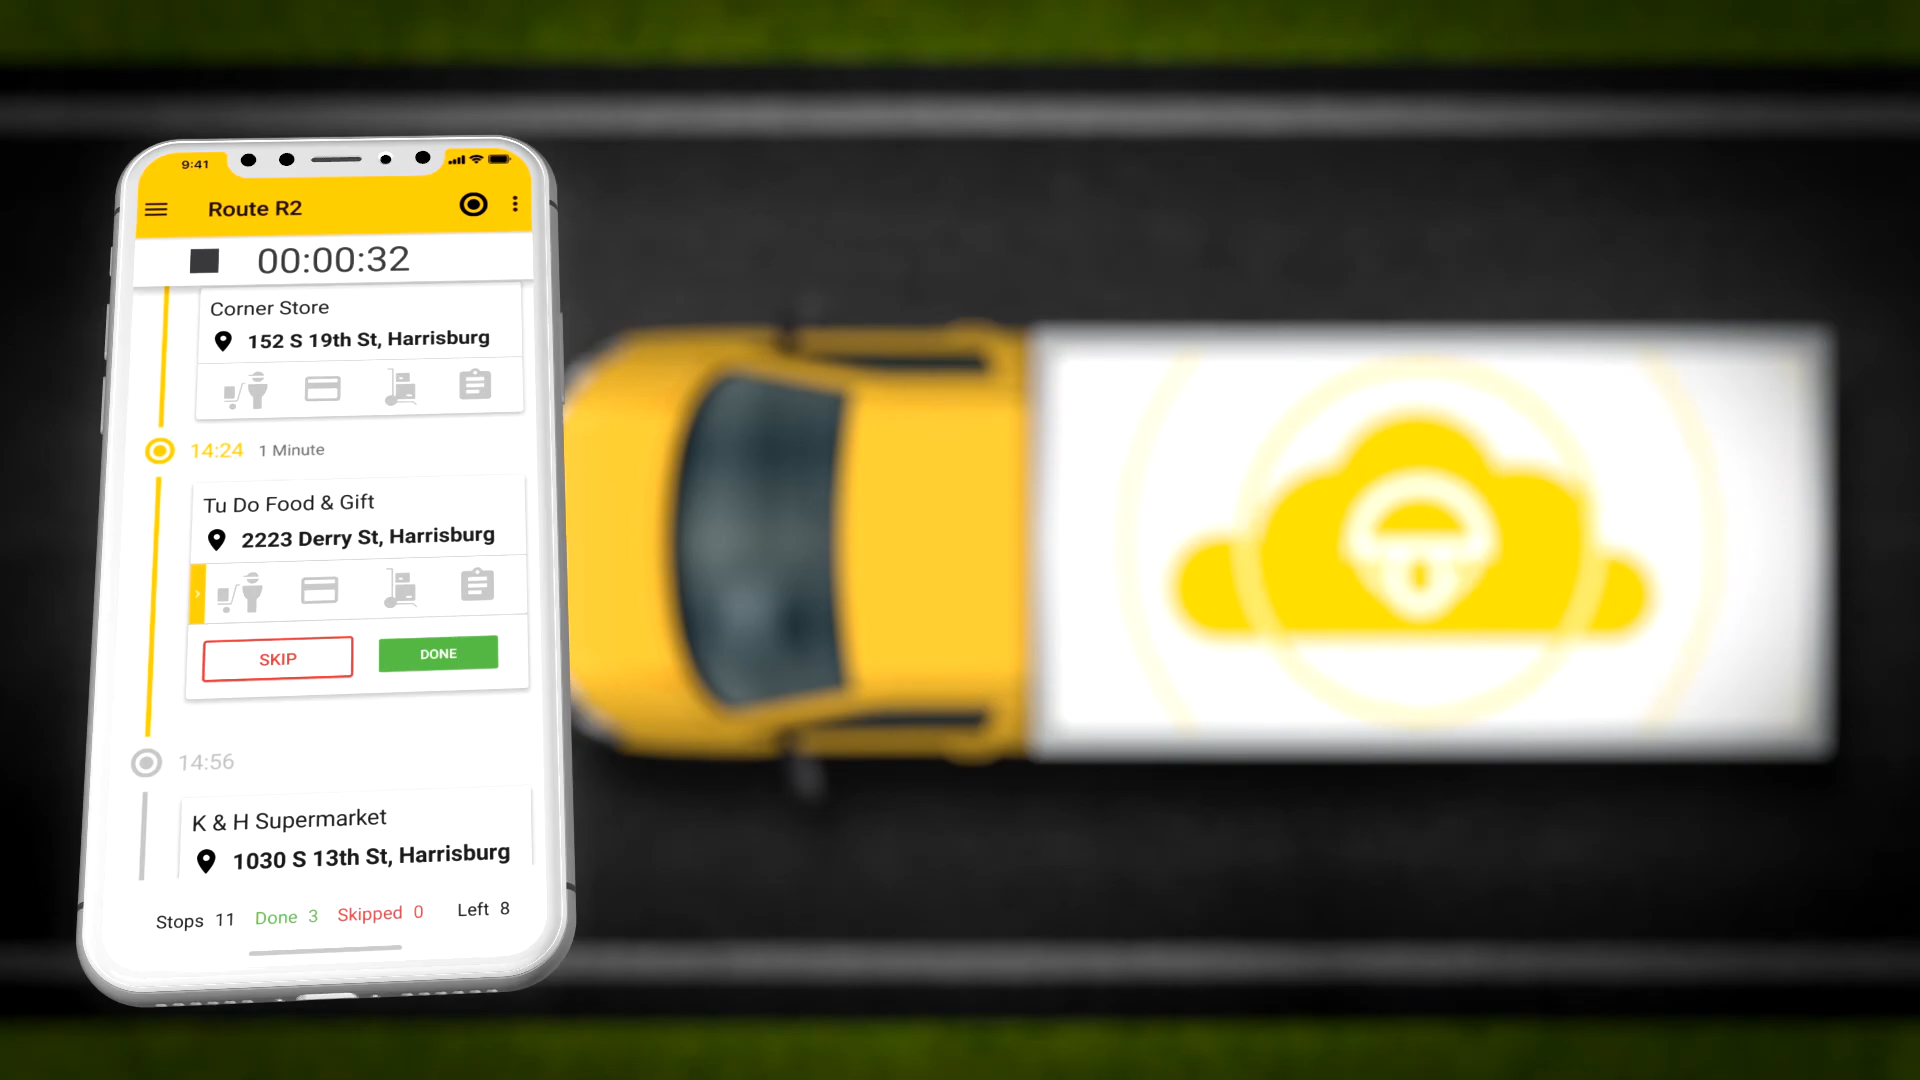 9:41
Route R2
00:00:32
Corner Store
152 S 19th St, Harrisburg
14:24 1 Minute
Tu Do Food & Gift
2223 Derry St, Harrisburg
SKIP DONE
14:56
K & H Supermarket
1030 S 13th St, Harrisburg
Stops 11 Done 3 Skipped 0 Left 8